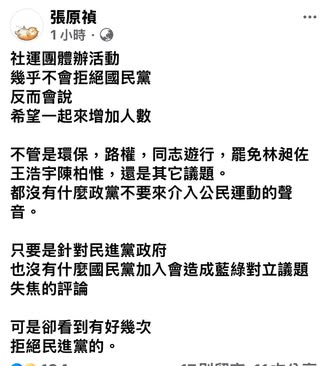 張原禎
1 小時 ·
社運團體辦活動
幾乎不會拒絕國民黨
反而會說
希望一起來增加人數
不管是環保，路權，同志遊行，罷免林昶佐
王浩宇陳柏惟，還是其它議題。
都沒有什麼政黨不要來介入公民運動的聲
音。
只要是針對民進黨政府
也沒有什麼國民黨加入會造成藍綠對立議題
失焦的評論
可是卻看到有好幾次
拒絕民進黨的。